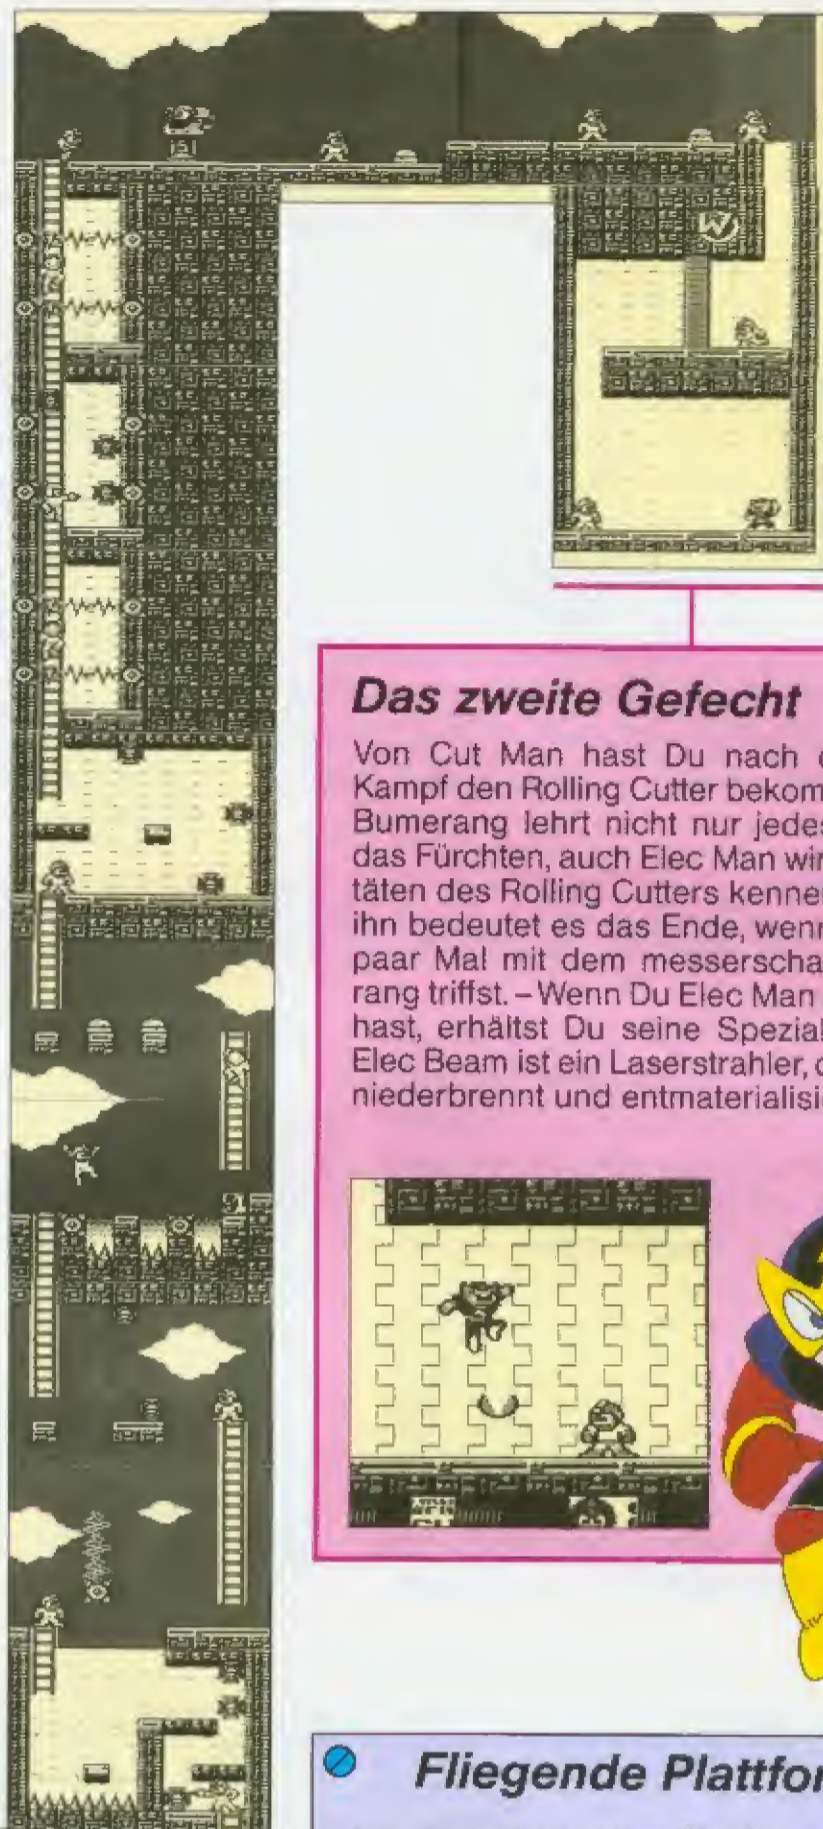 Das zweite Gefecht
Von Cut Man hast Du nach
Kampf den Rolling Cutter bekom
Bumerang lehrt nicht nur jedes
das Fürchten, auch Elec Man wir
täten des Rolling Cutters kenne
ihn bedeutet es das Ende, wenn
paar Mal mit dem messerscha
rang triffst. – Wenn Du Elec Man
hast, erhältst Du seine Spezial
Elec Beam ist ein Laserstrahler,
niederbrennt und entmaterialisi
Fliegende Plattfor